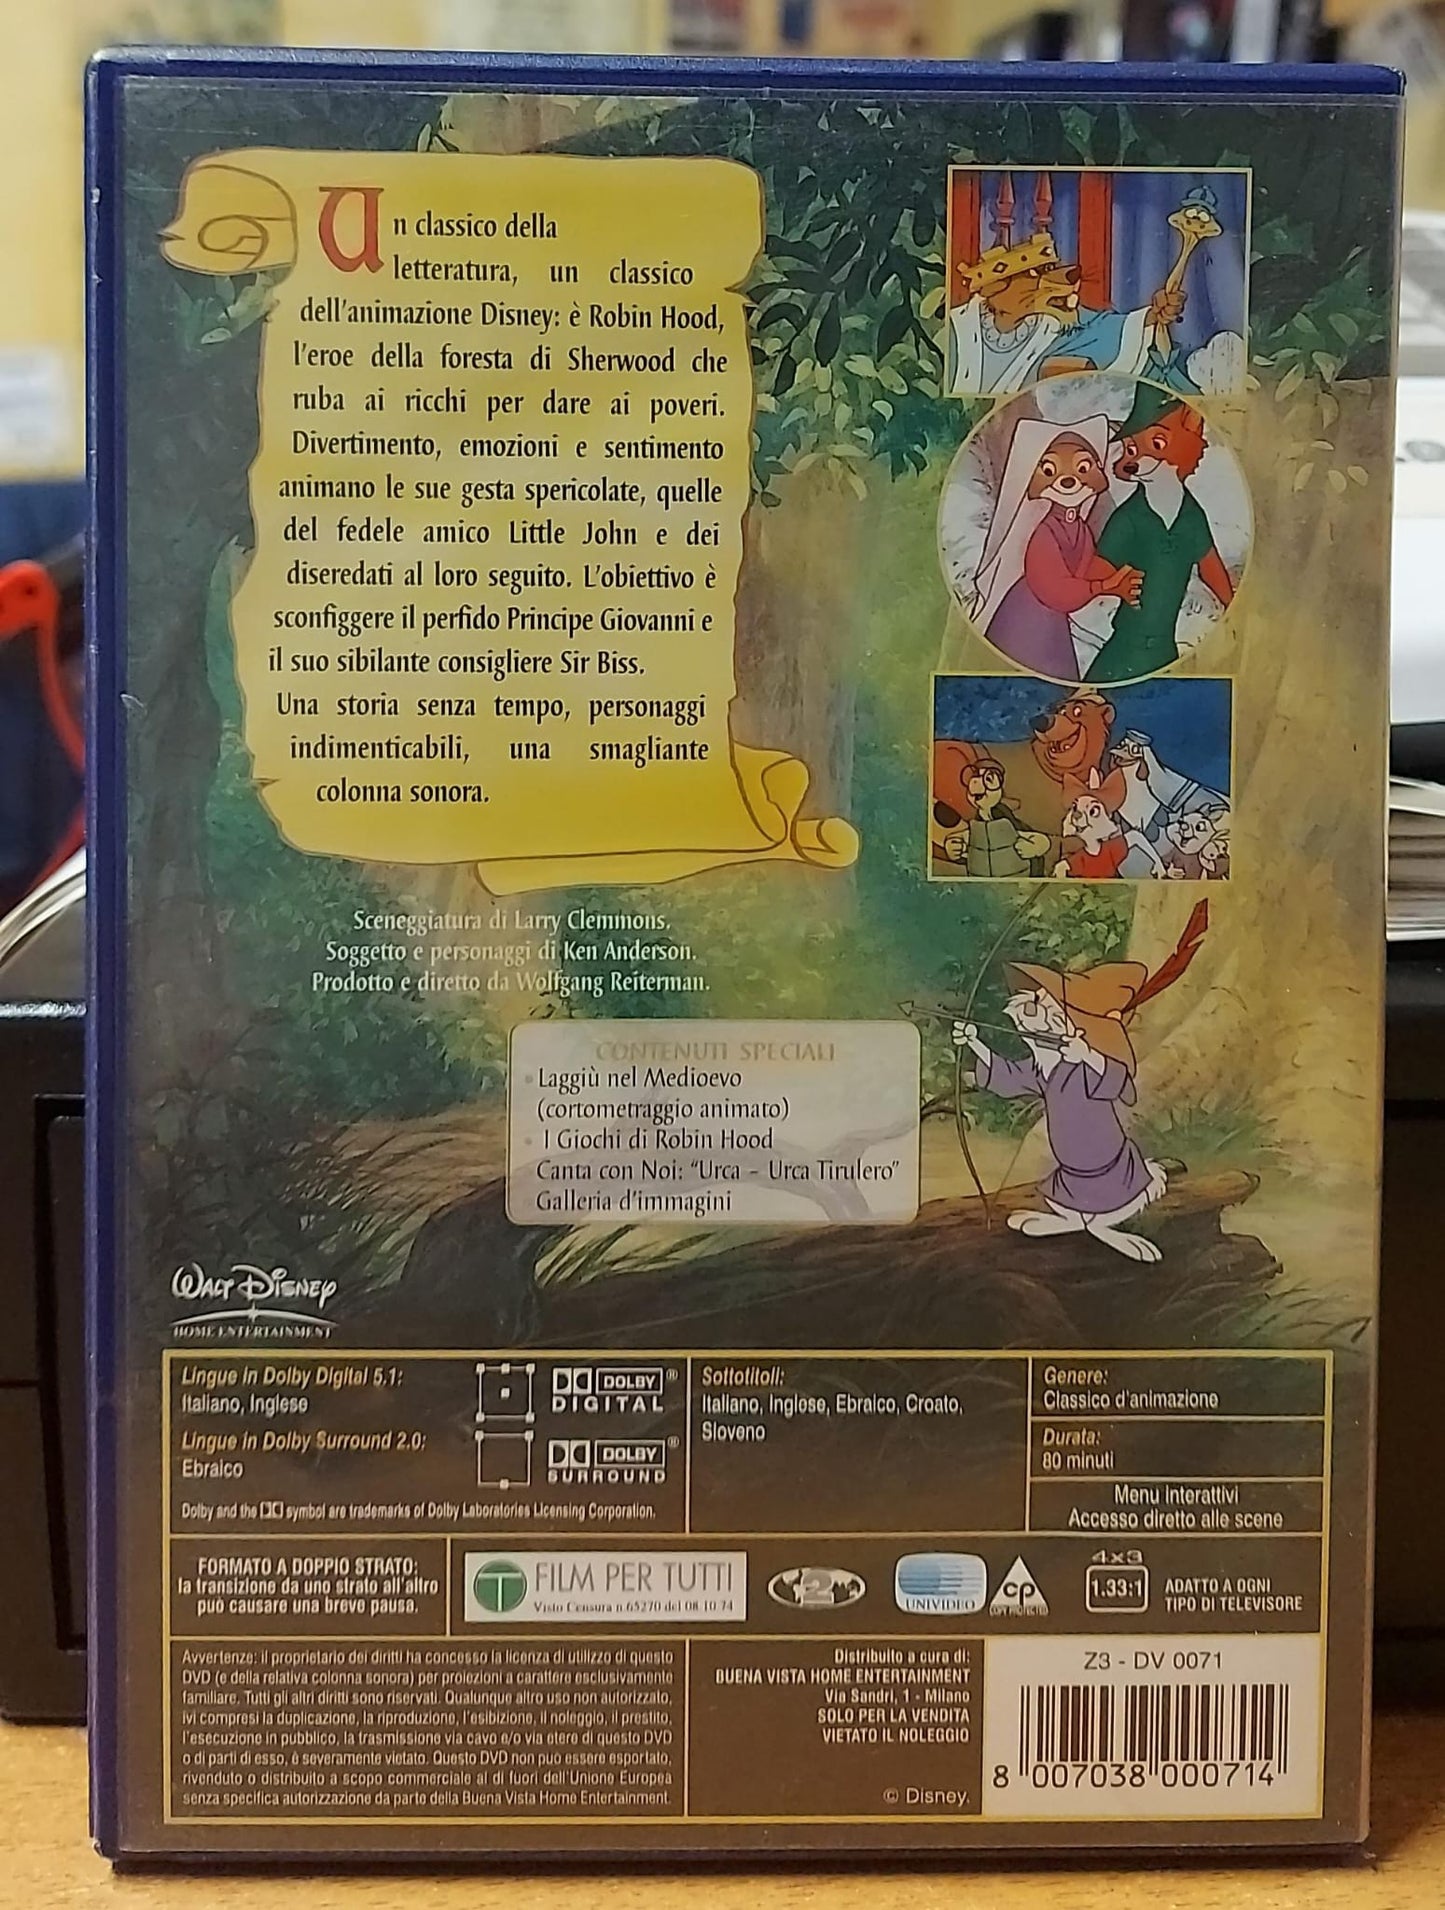 Un classico della
letteratura, un classico
dell'animazione Disney: è Robin Hood,
l'eroe della foresta di Sherwood che
ruba ai ricchi per dare ai poveri.
Divertimento, emozioni e sentimento
animano le sue gesta spericolate, quelle
del fedele amico Little John e dei
diseredati al loro seguito. L'obiettivo è
sconfiggere il perfido Principe Giovanni e
il suo sibilante consigliere Sir Biss.
Una storia senza tempo, personaggi
indimenticabili, una smagliante
colonna sonora.
Sceneggiatura di Larry Clemmons.
Soggetto e personaggi di Ken Anderson.
Prodotto e diretto da Wolfgang Reiterman.
CONTENUTI SPECIALI
• Laggiù nel Medioevo
(cortometraggio animato)
• I Giochi di Robin Hood
Canta con Noi: "Urca - Urca Tirulero"
Galleria d'immagini
WALT DISNEY
HOME ENTERTAINMENT
Lingue in Dolby Digital 5.1:
Italiano, Inglese
DOLBY®
DIGITAL
Lingue in Dolby Surround 2.0:
Ebraico
DOLBY®
SURROUND
Dolby and the symbol are trademarks of Dolby Laboratories Licensing Corporation.
Sottotitoli:
Italiano, Inglese, Ebraico, Croato,
Sloveno
Genere:
Classico d'animazione
Durata:
80 minuti
Menu interattivi
Accesso diretto alle scene
FORMATO A DOPPIO STRATO:
la transizione da uno strato all'altro
può causare una breve pausa.
T FILM PER TUTTI
Visto Censura n.65270 del 08.10.74
2
UNIVIDEO
CP
COPY PROTECTED
4x3
1.33:1
ADATTO A OGNI
TIPO DI TELEVISORE
Avvertenze: il proprietario dei diritti ha concesso la licenza di utilizzo di questo
DVD (e della relativa colonna sonora) per proiezioni a carattere esclusivamente
familiare. Tutti gli altri diritti sono riservati. Qualunque altro uso non autorizzato,
ivi compresi la duplicazione, la riproduzione, l'esibizione, il noleggio, il prestito,
l'esecuzione in pubblico, la trasmissione via cavo e/o via etere di questo DVD
o di parti di esso, è severamente vietato. Questo DVD non può essere esportato,
rivenduto o distribuito a scopo commerciale al di fuori dell'Unione Europea
senza specifica autorizzazione da parte della Buena Vista Home Entertainment.
Distribuito a cura di:
BUENA VISTA HOME ENTERTAINMENT
Via Sandri, 1 - Milano
SOLO PER LA VENDITA
VIETATO IL NOLEGGIO
© Disney.
Z3 - DV 0071
8 007038 000714